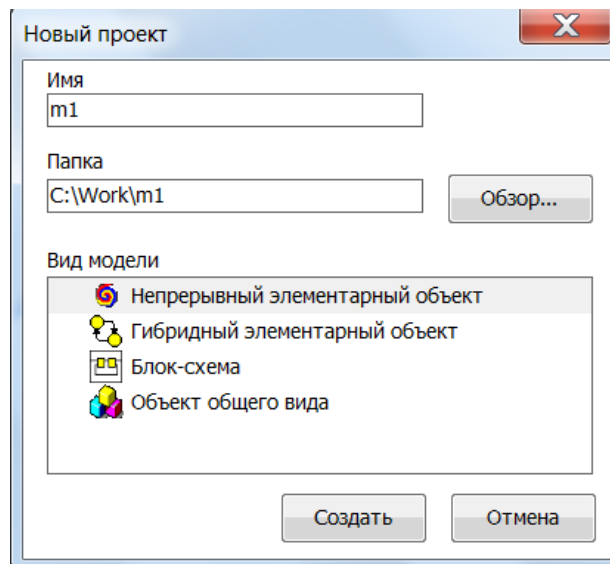 Новый проект
Имя
m1
Папка
C:\Work\m1
Обзор...
Вид модели
Непрерывный элементарный объект
Гибридный элементарный объект
Блок-схема
Объект общего вида
Создать
Отмена